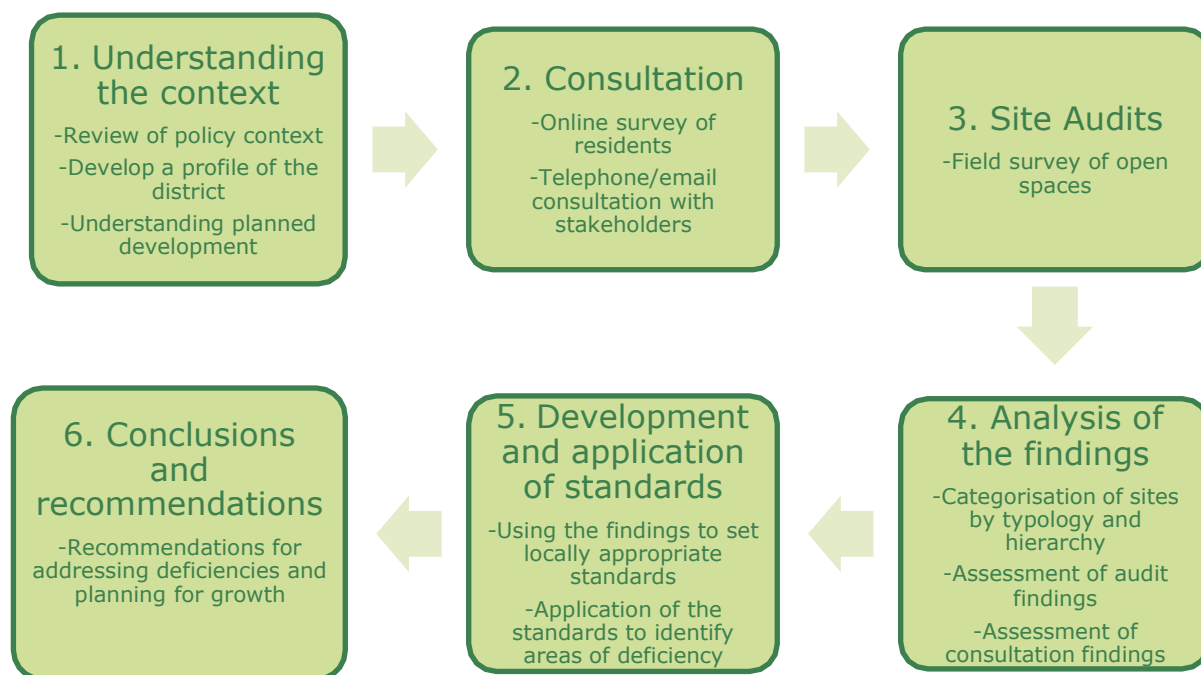 1. Understanding
the context
-Review of policy context
-Develop a profile of the
district
-Understanding planned
development
2. Consultation
-Online survey of
residents
-Telephone/email
consultation with
stakeholders
3. Site Audits
-Field survey of open
spaces
4. Analysis of
the findings
-Categorisation of sites
by typology and
hierarchy
-Assessment of audit
findings
-Assessment of
consultation findings
5. Development
and application
of standards
-Using the findings to set
locally appropriate
standards
-Application of the
standards to identify
areas of deficiency
6. Conclusions
and
recommendations
-Recommendations for
addressing deficiencies and
planning for growth